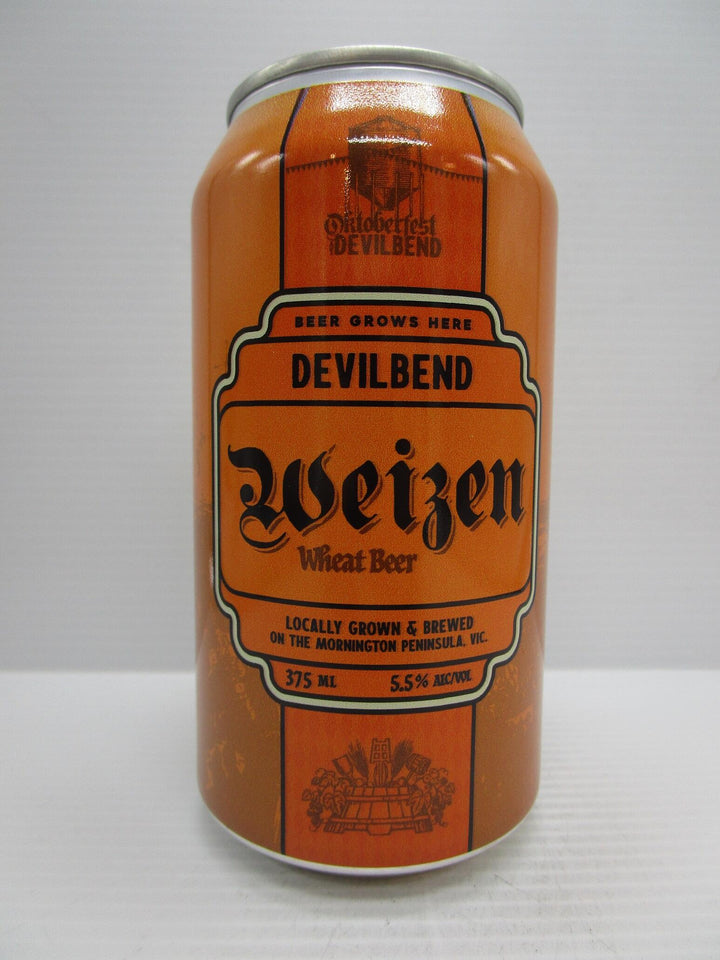 Oktoberfest
DEVILBEND
BEER GROWS HERE
DEVILBEND
Weizen
Wheat Beer
LOCALLY GROWN & BREWED
ON THE MORNINGTON PENINSULA, VIC.
375 ML 5.5% ALC/VOL